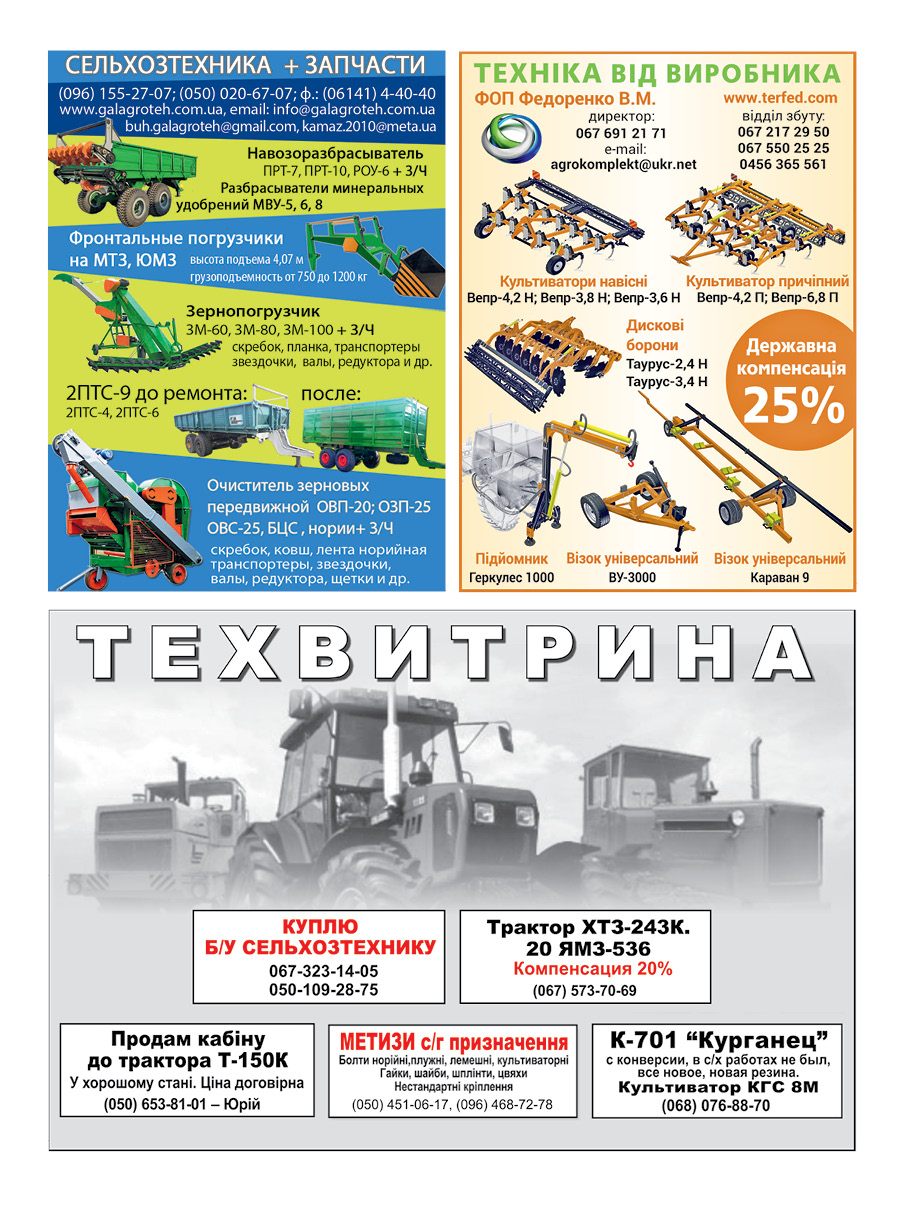 СЕЛЬХОЗТЕХНИКА + ЗАПЧАСТИ
(096) 155-27-07; (050) 020-67-07; ф.: (06141) 4-40-40
www.galagroteh.com.ua, email: info@galagroteh.com.ua
buh.galagroteh@gmail.com, kamaz.2010@meta.ua
Навозоразбрасыватель
ПРТ-7, ПРТ-10, РОУ-6 + З/Ч
Разбрасыватели минеральных
удобрений МВУ-5, 6, 8
Фронтальные погрузчики
на МТЗ, ЮМЗ высота подъема 4,07 м
грузоподъемность от 750 до 1200 кг
Зернопогрузчик
ЗМ-60, ЗМ-80, ЗМ-100 + З/Ч
скребок, планка, транспортеры
звездочки, валы, редуктора и др.
2ПТС-9 до ремонта: после:
2ПТС-4, 2ПТС-6
Очиститель зерновых
передвижной ОВП-20; ОЗП-25
ОВС-25, БЦС , нории+ З/Ч
скребок, ковш, лента норийная
транспортеры, звездочки,
валы, редуктора, щетки и др.
ТЕХНІКА ВІД ВИРОБНИКА
ФОП Федоренко В.М. www.terfed.com
директор:
067 691 21 71
e-mail:
agrokomplekt@ukr.net
відділ збуту:
067 217 29 50
067 550 25 25
0456 365 561
Культиватори навісні
Вепр-4,2 Н; Вепр-3,8 Н; Вепр-3,6 Н
Культиватор причіпний
Вепр-4,2 П; Вепр-6,8 П
Дискові
борони
Таурус-2,4 Н
Таурус-3,4 Н
Державна
компенсація
25%
Підйомник
Геркулес 1000
Візок універсальний
ВУ-3000
Візок універсальний
Караван 9
ТЕХВИТРИНА
КУПЛЮ
Б/У СЕЛЬХОЗТЕХНИКУ
067-323-14-05
050-109-28-75
Трактор ХТЗ-243К.
20 ЯМЗ-536
Компенсация 20%
(067) 573-70-69
Продам кабіну
до трактора Т-150К
У хорошому стані. Ціна договірна
(050) 653-81-01 – Юрій
МЕТИЗИ с/г призначення
Болти норійні,плужні, лемешні, культиваторні
Гайки, шайби, шплінти, цвяхи
Нестандартні кріплення
(050) 451-06-17, (096) 468-72-78
К-701 “Курганец”
с конверсии, в с/х работах не был,
все новое, новая резина.
Культиватор КГС 8М
(068) 076-88-70